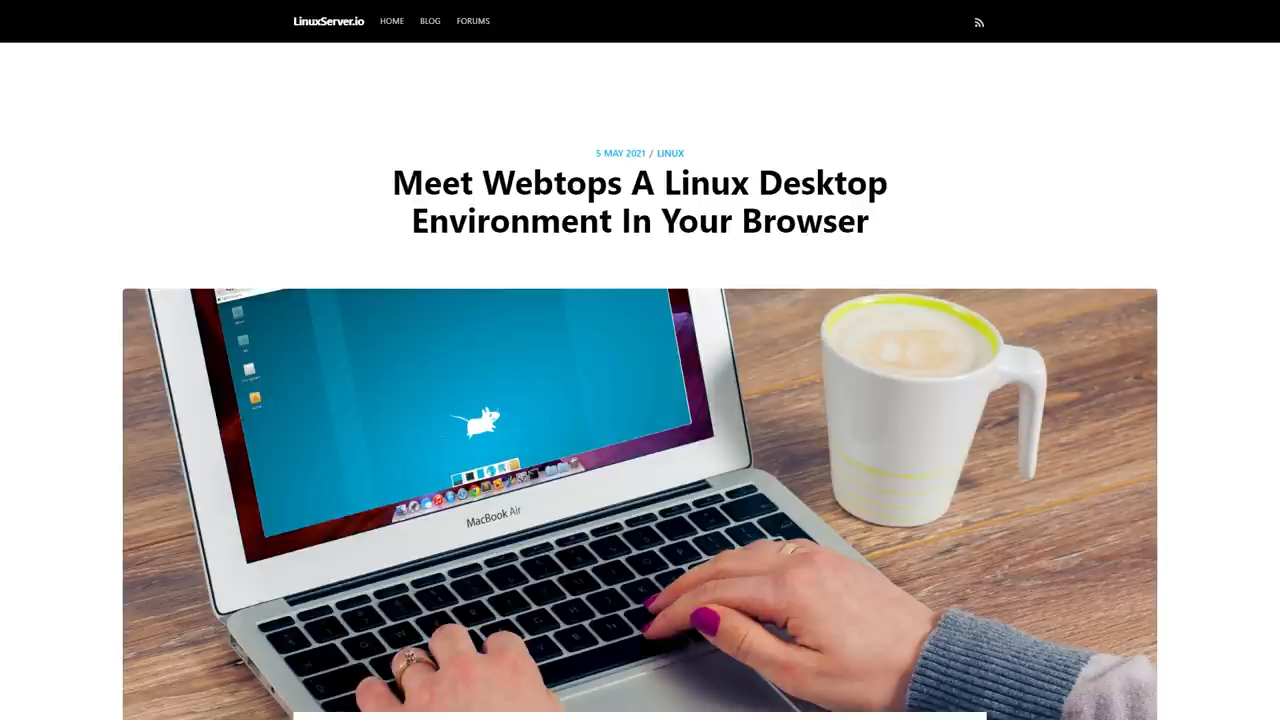 LinuxServer.io HOME BLOG FORUMS
5 MAY 2021 / LINUX
Meet Webtops A Linux Desktop
Environment In Your Browser
MacBook Air